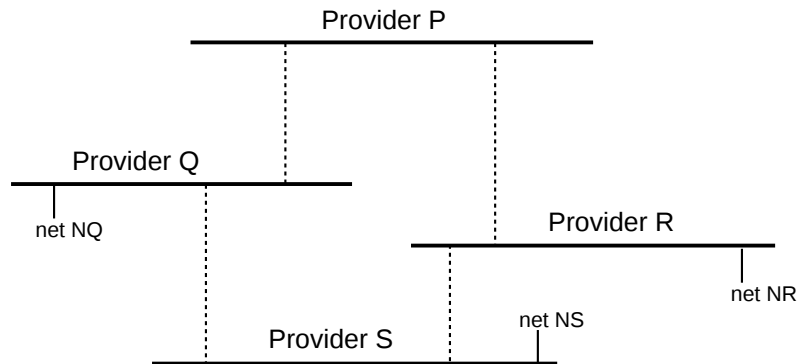 Provider P
Provider Q
net NQ
Provider R
net NR
net NS
Provider S